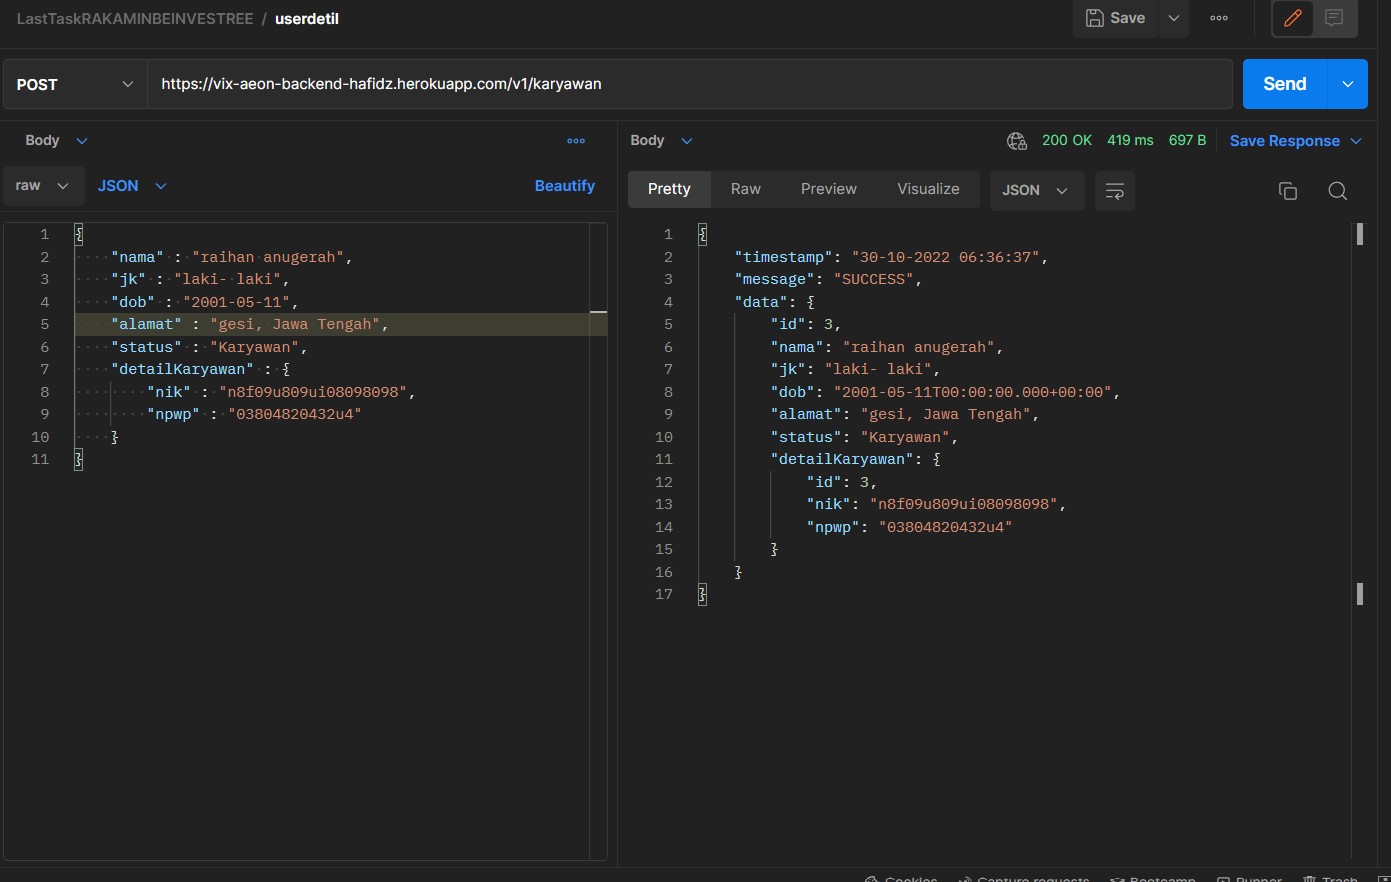 LastTaskRAKAMINBEINVESTREE / userdetil
Save
POST
https://vix-aeon-backend-hafidz.herokuapp.com/v1/karyawan
Send
Body
raw
JSON
Beautify
1 {
2 "nama" : "raihan anugerah",
3 "jk" : "laki- laki",
4 "dob" : "2001-05-11",
5 "alamat" : "gesi, Jawa Tengah",
6 "status" : "Karyawan",
7 "detailKaryawan" : {
8 "nik" : "n8f09u809ui08098098",
9 "npwp" : "03804820432u4"
10 }
11 }
Body
200 OK 419 ms 697 B Save Response
Pretty Raw Preview Visualize JSON
1 {
2 "timestamp": "30-10-2022 06:36:37",
3 "message": "SUCCESS",
4 "data": {
5 "id": 3,
6 "nama": "raihan anugerah",
7 "jk": "laki- laki",
8 "dob": "2001-05-11T00:00:00.000+00:00",
9 "alamat": "gesi, Jawa Tengah",
10 "status": "Karyawan",
11 "detailKaryawan": {
12 "id": 3,
13 "nik": "n8f09u809ui08098098",
14 "npwp": "03804820432u4"
15 }
16 }
17 }
Cookies Capture requests Bootcamp Runner Trash